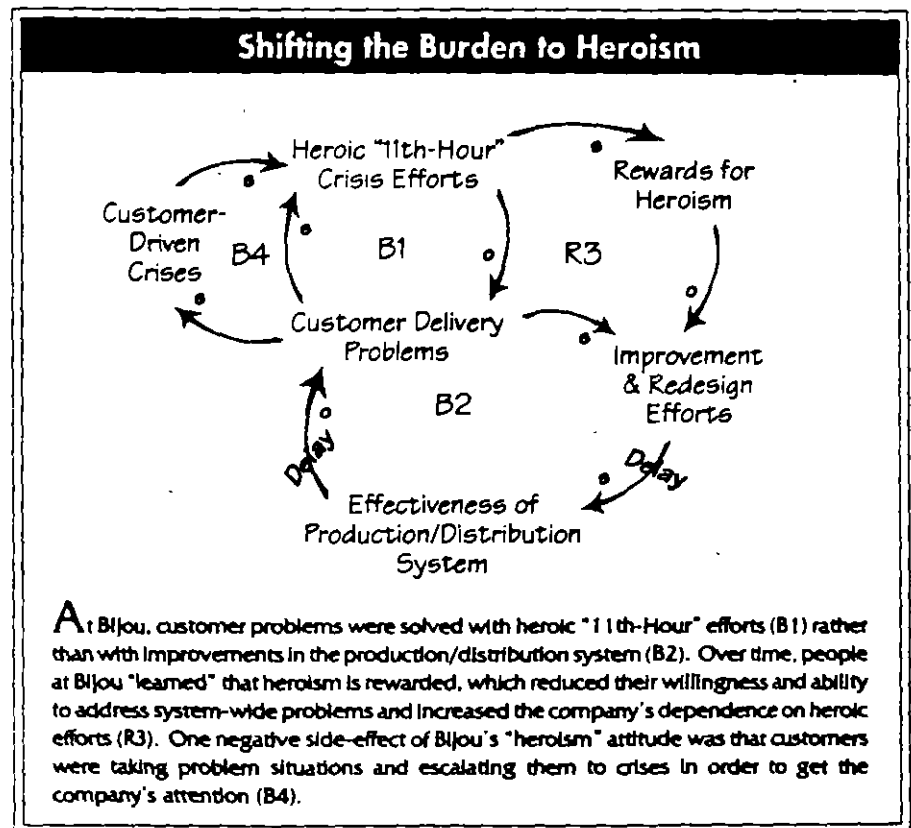 Shifting the Burden to Heroism
Heroic "11th-Hour"
Crisis Efforts
s
o
Rewards for
Heroism
s
s
Customer-
Driven
Crises
B4
B1
R3
o
o
s
Customer Delivery
Problems
s
Improvement
& Redesign
Efforts
B2
o
Delay
s
Delay
Effectiveness of
Production/Distribution
System
At Bijou, customer problems were solved with heroic "11th-Hour" efforts (B1) rather
than with improvements in the production/distribution system (B2). Over time, people
at Bijou "learned" that heroism is rewarded, which reduced their willingness and ability
to address system-wide problems and increased the company's dependence on heroic
efforts (R3). One negative side-effect of Bijou's "heroism" attitude was that customers
were taking problem situations and escalating them to crises in order to get the
company's attention (B4).